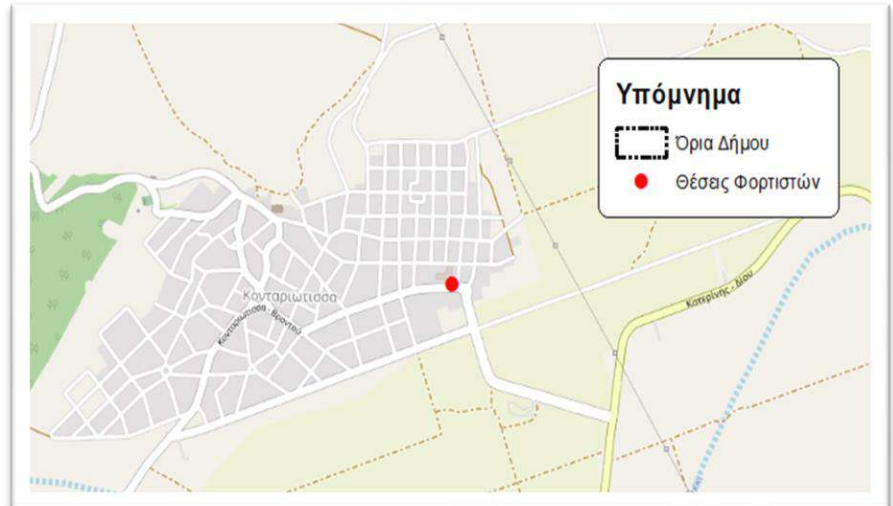 Υπόμνημα
Όρια Δήμου
Θέσεις Φορτιστών
Κονταριώτισσα
Κονταριώτισσα - Βροντού
Κατερίνης - Δίου